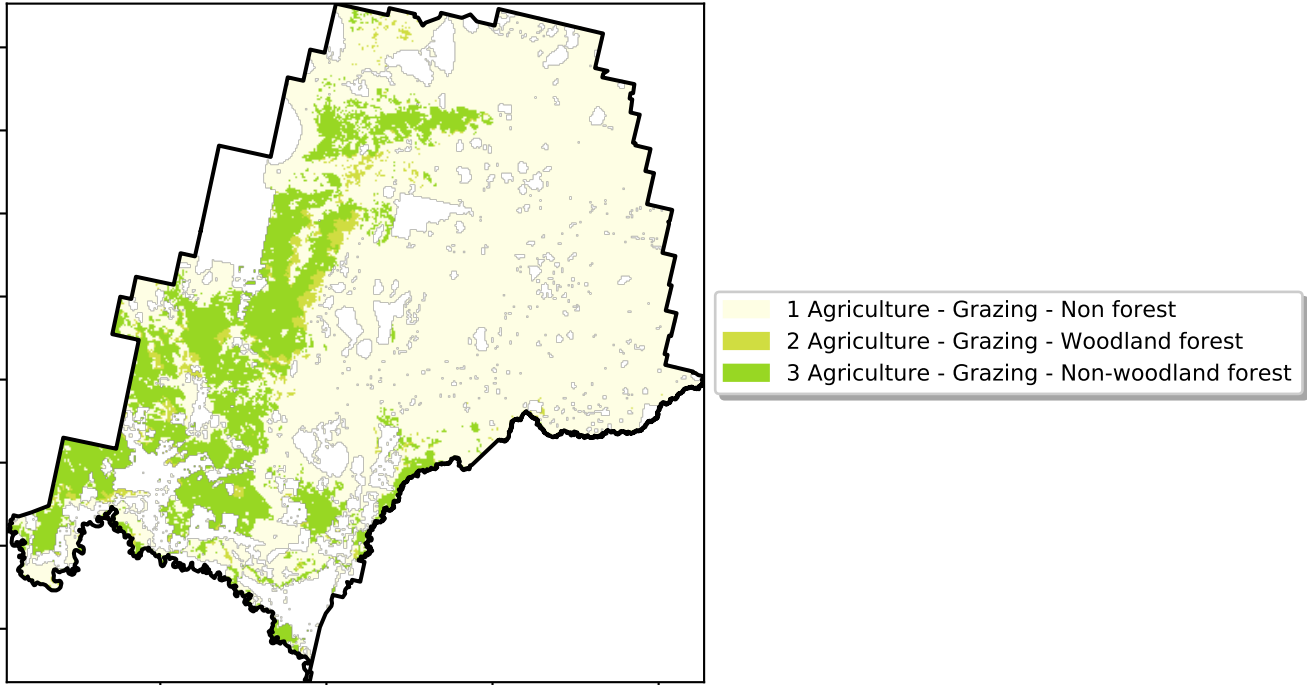 1 Agriculture - Grazing - Non forest
2 Agriculture - Grazing - Woodland forest
3 Agriculture - Grazing - Non-woodland forest